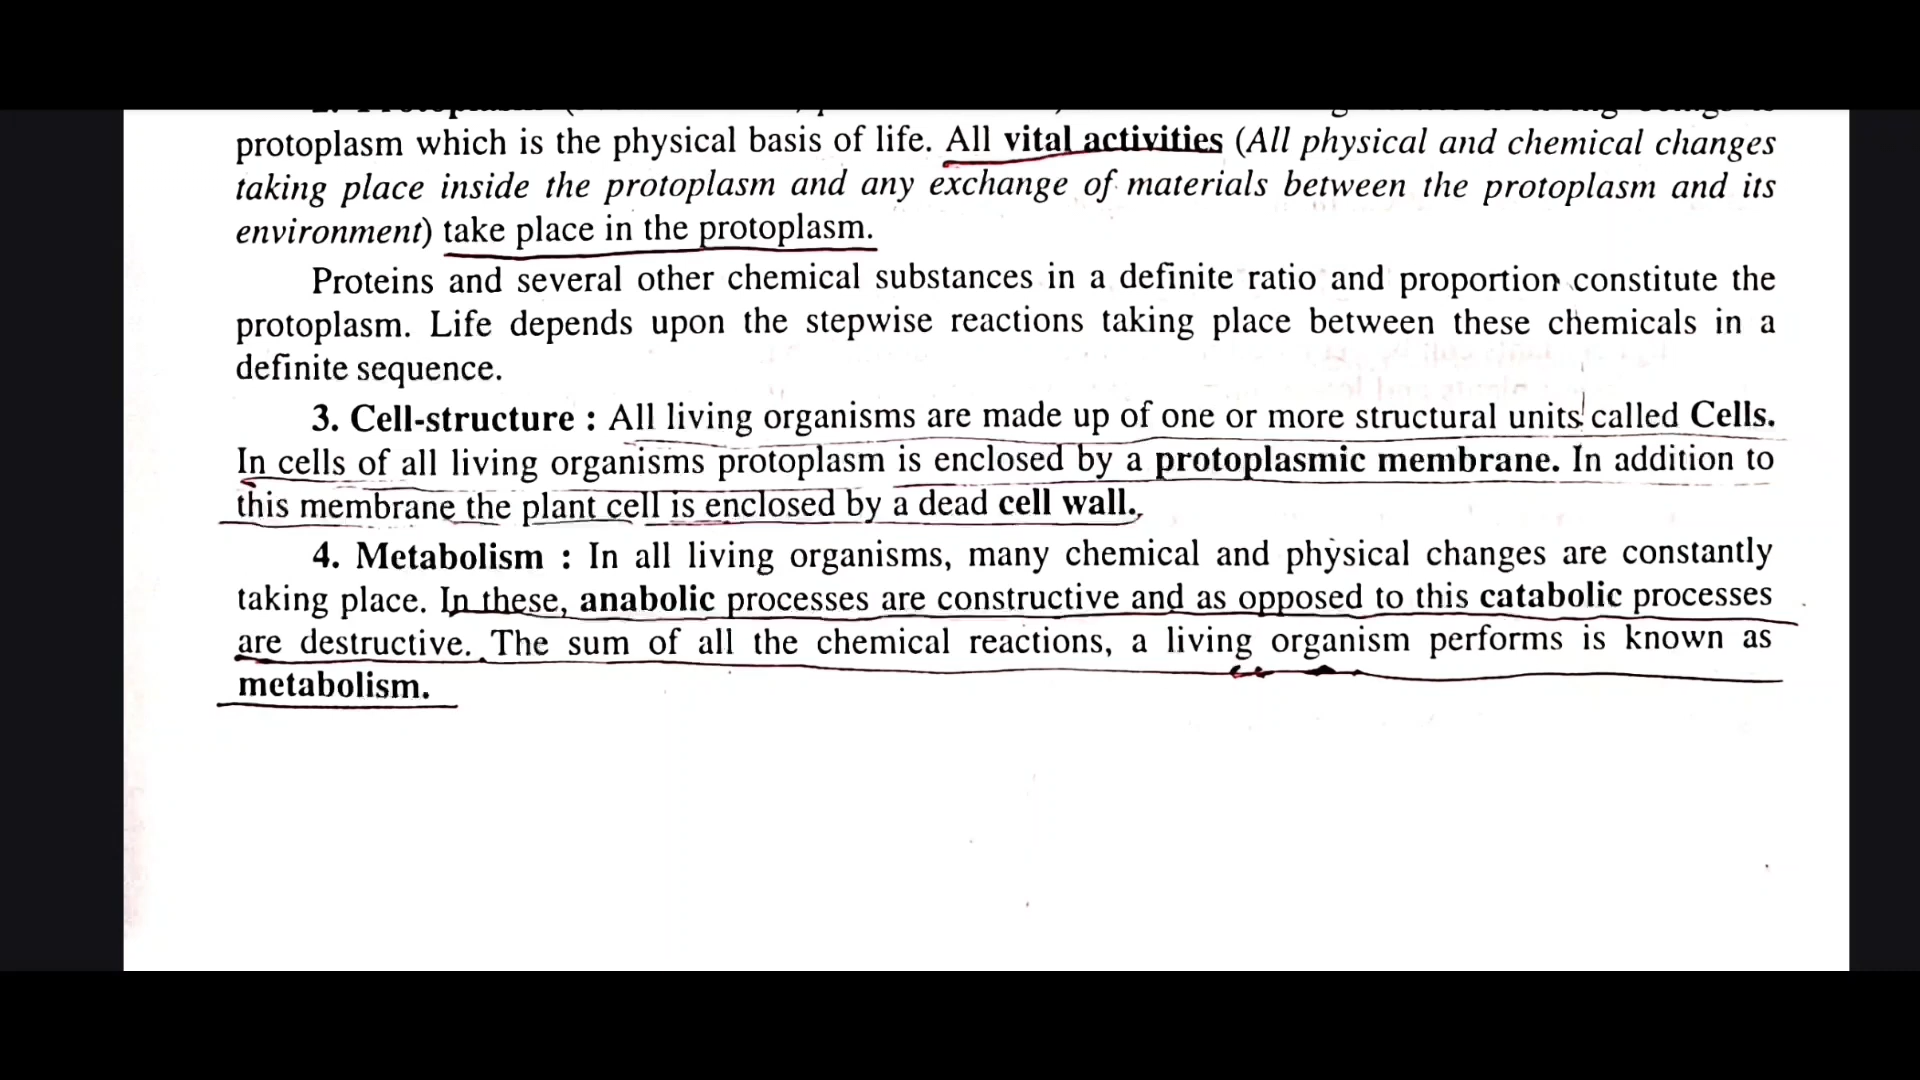 protoplasm which is the physical basis of life. All vital activities (All physical and chemical changes
taking place inside the protoplasm and any exchange of materials between the protoplasm and its
environment) take place in the protoplasm.
Proteins and several other chemical substances in a definite ratio and proportion constitute the
protoplasm. Life depends upon the stepwise reactions taking place between these chemicals in a
definite sequence.
3. Cell-structure : All living organisms are made up of one or more structural units called Cells.
In cells of all living organisms protoplasm is enclosed by a protoplasmic membrane. In addition to
this membrane the plant cell is enclosed by a dead cell wall.
4. Metabolism : In all living organisms, many chemical and physical changes are constantly
taking place. In these, anabolic processes are constructive and as opposed to this catabolic processes
are destructive. The sum of all the chemical reactions, a living organism performs is known as
metabolism.